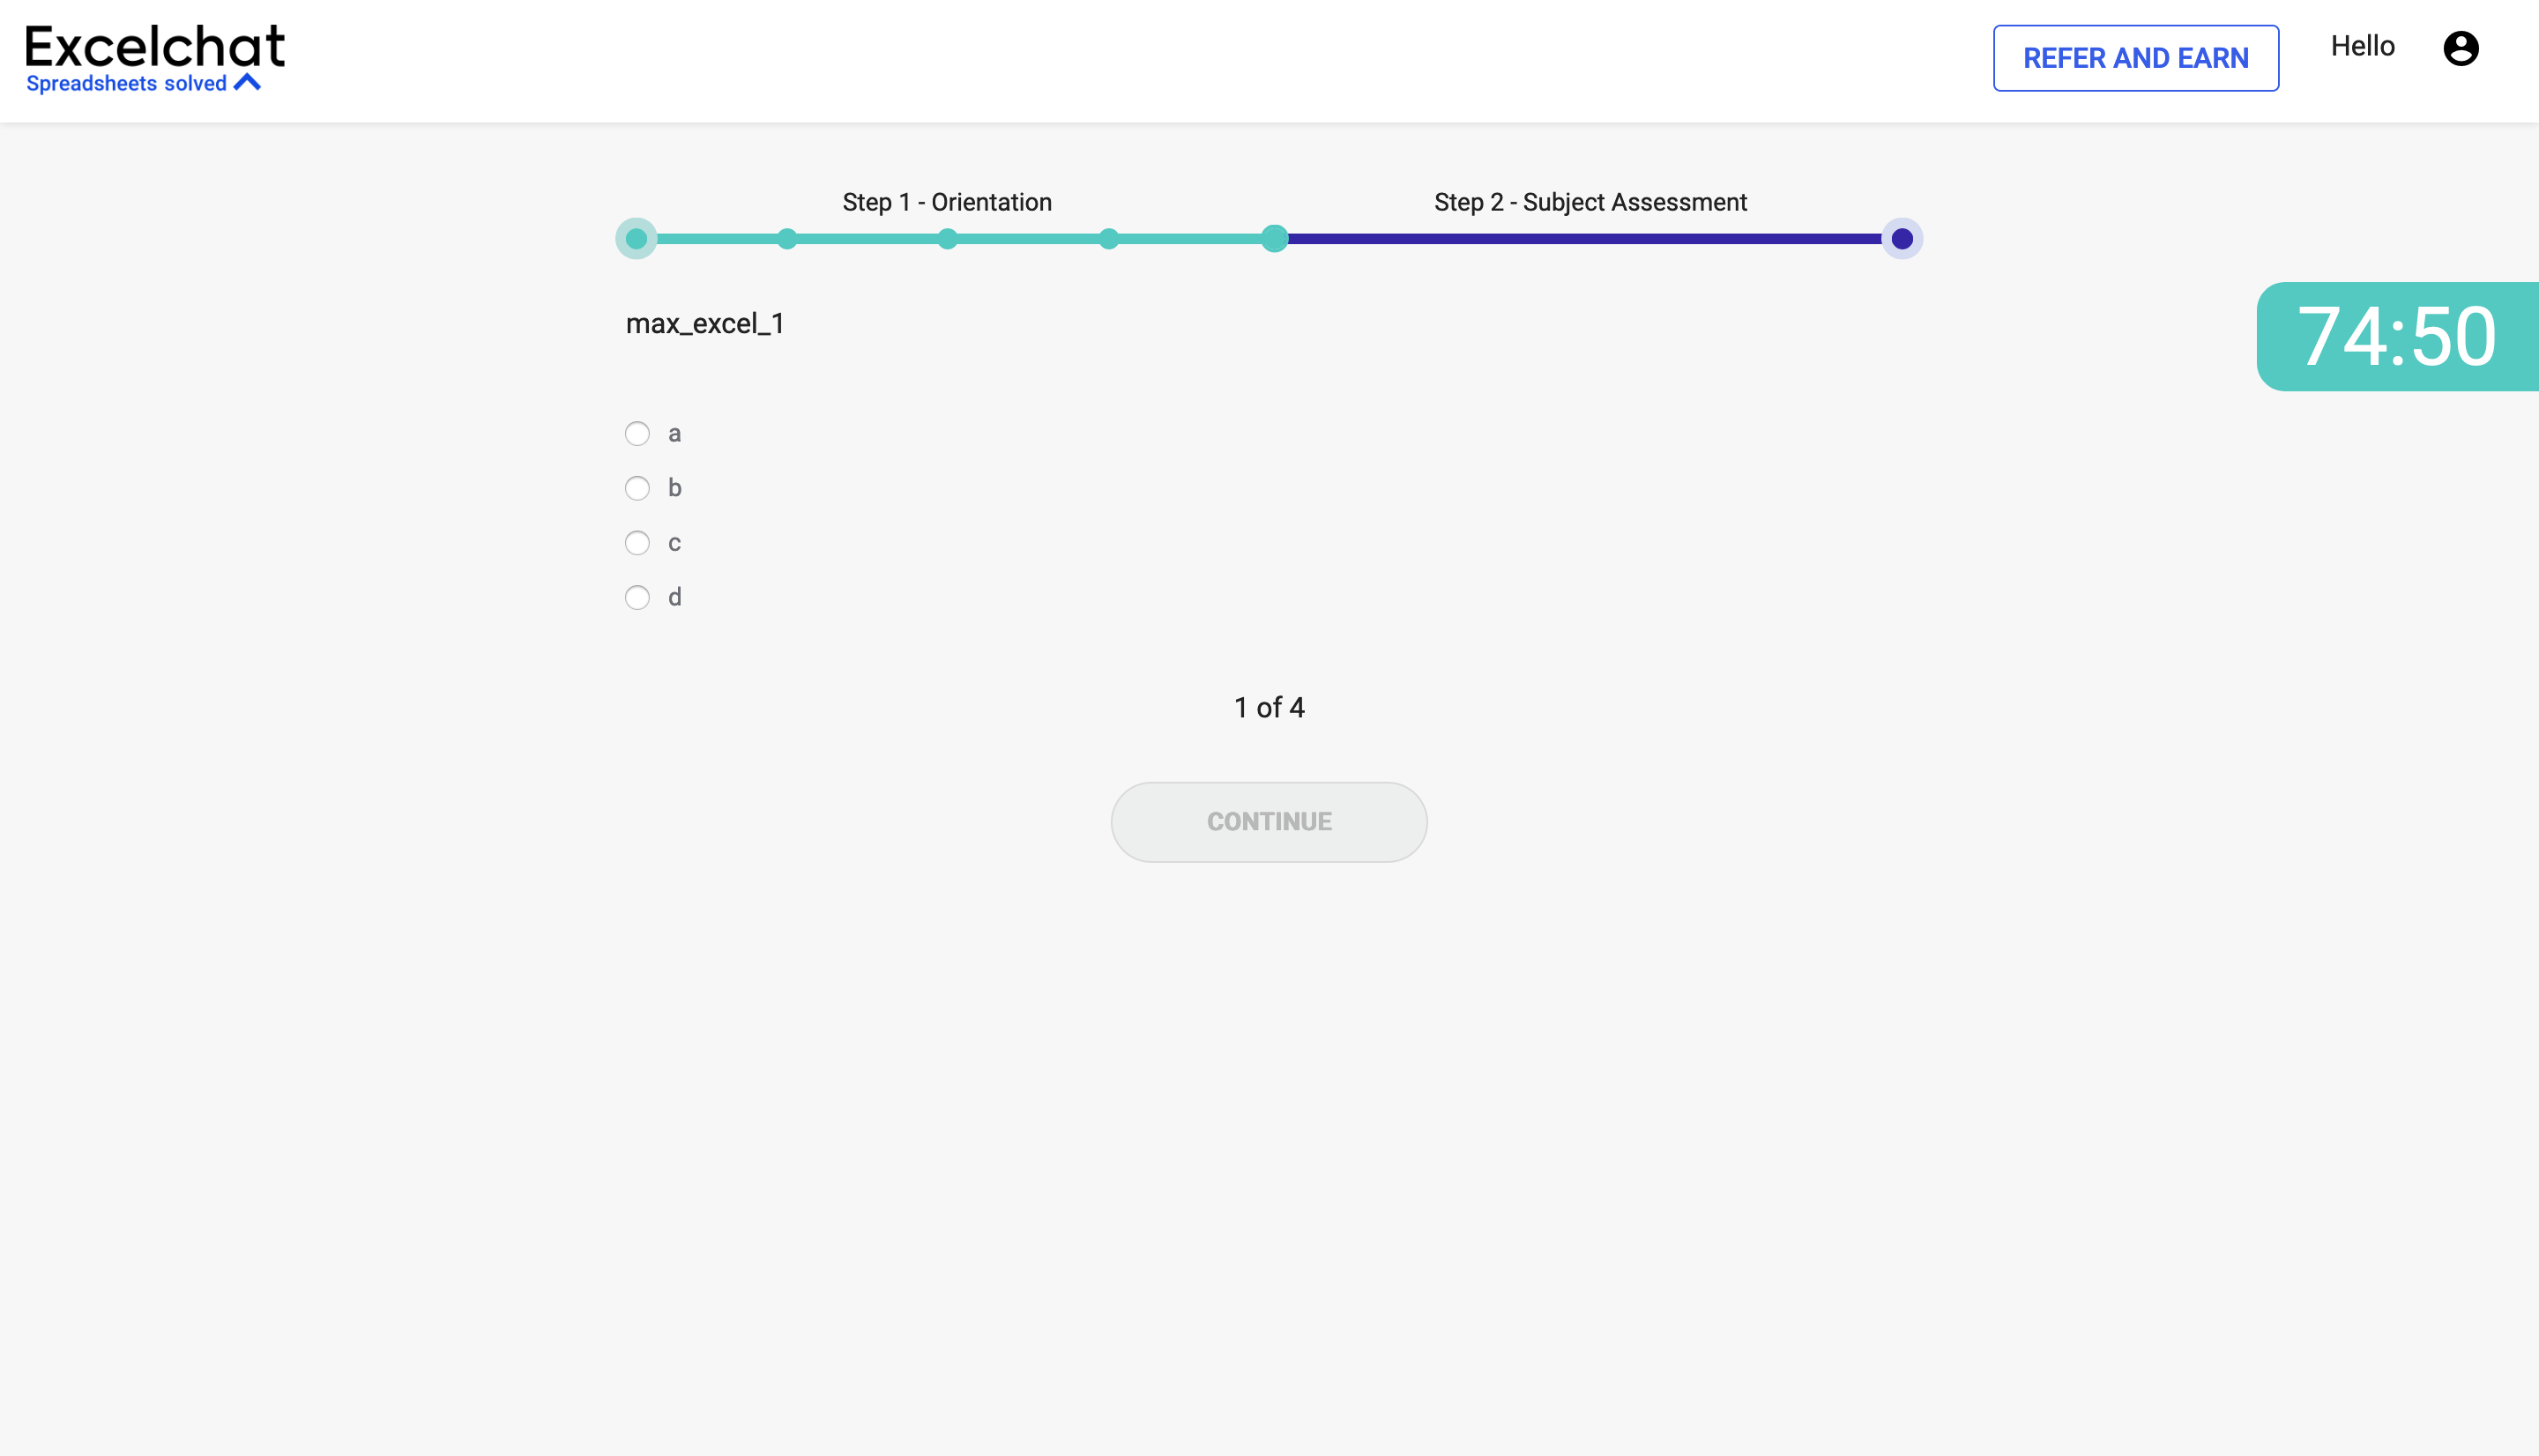 Excelchat
Spreadsheets solved
REFER AND EARN
Hello
Step 1 - Orientation
Step 2 - Subject Assessment
max_excel_1
74:50
a
b
c
d
1 of 4
CONTINUE